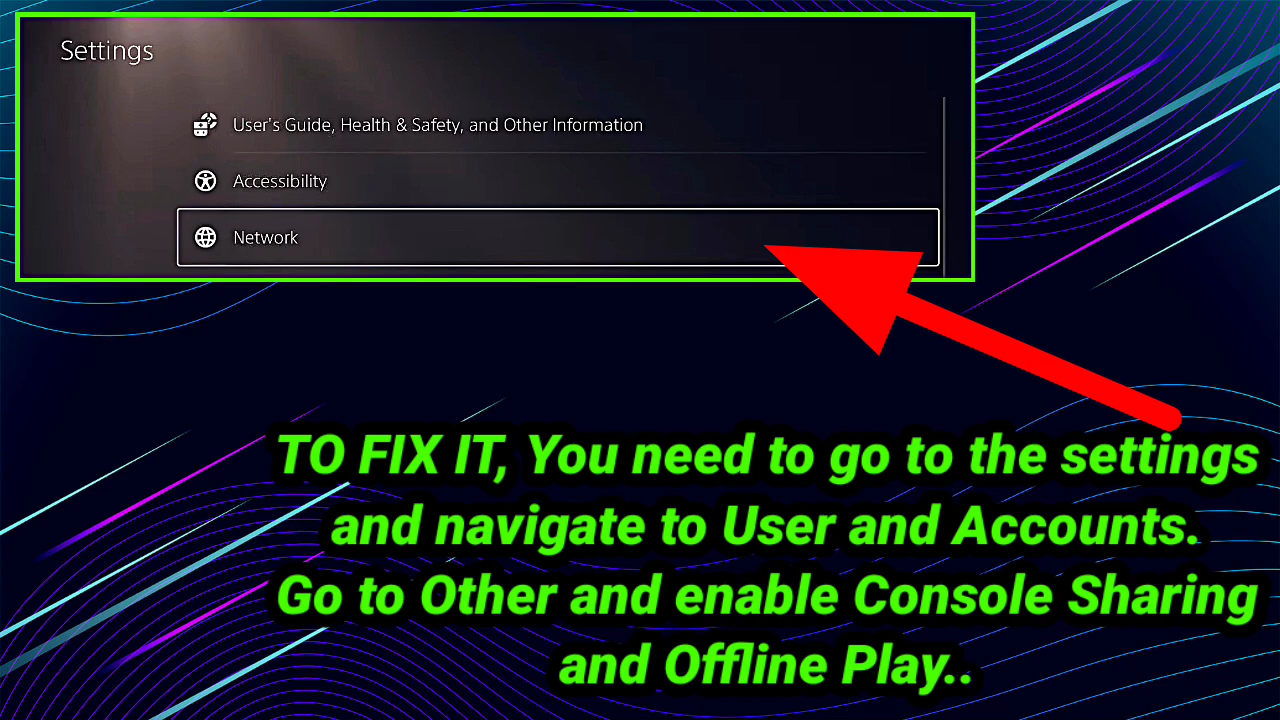 Settings
User's Guide, Health & Safety, and Other Information
Accessibility
Network
TO FIX IT, You need to go to the settings
and navigate to User and Accounts.
Go to Other and enable Console Sharing
and Offline Play..